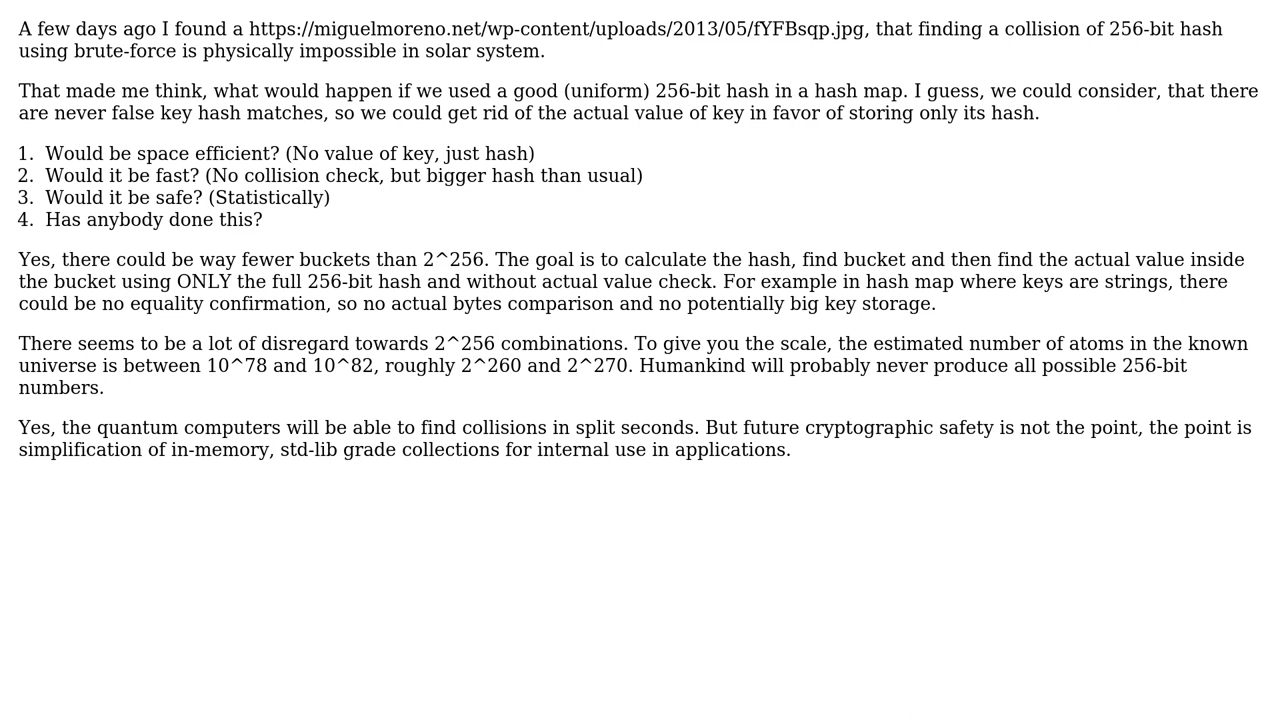 A few days ago I found a https://miguelmoreno.net/wp-content/uploads/2013/05/fYFBsqp.jpg, that finding a collision of 256-bit hash
using brute-force is physically impossible in solar system.
That made me think, what would happen if we used a good (uniform) 256-bit hash in a hash map. I guess, we could consider, that there
are never false key hash matches, so we could get rid of the actual value of key in favor of storing only its hash.
1. Would be space efficient? (No value of key, just hash)
2. Would it be fast? (No collision check, but bigger hash than usual)
3. Would it be safe? (Statistically)
4. Has anybody done this?
Yes, there could be way fewer buckets than 2^256. The goal is to calculate the hash, find bucket and then find the actual value inside
the bucket using ONLY the full 256-bit hash and without actual value check. For example in hash map where keys are strings, there
could be no equality confirmation, so no actual bytes comparison and no potentially big key storage.
There seems to be a lot of disregard towards 2^256 combinations. To give you the scale, the estimated number of atoms in the known
universe is between 10^78 and 10^82, roughly 2^260 and 2^270. Humankind will probably never produce all possible 256-bit
numbers.
Yes, the quantum computers will be able to find collisions in split seconds. But future cryptographic safety is not the point, the point is
simplification of in-memory, std-lib grade collections for internal use in applications.